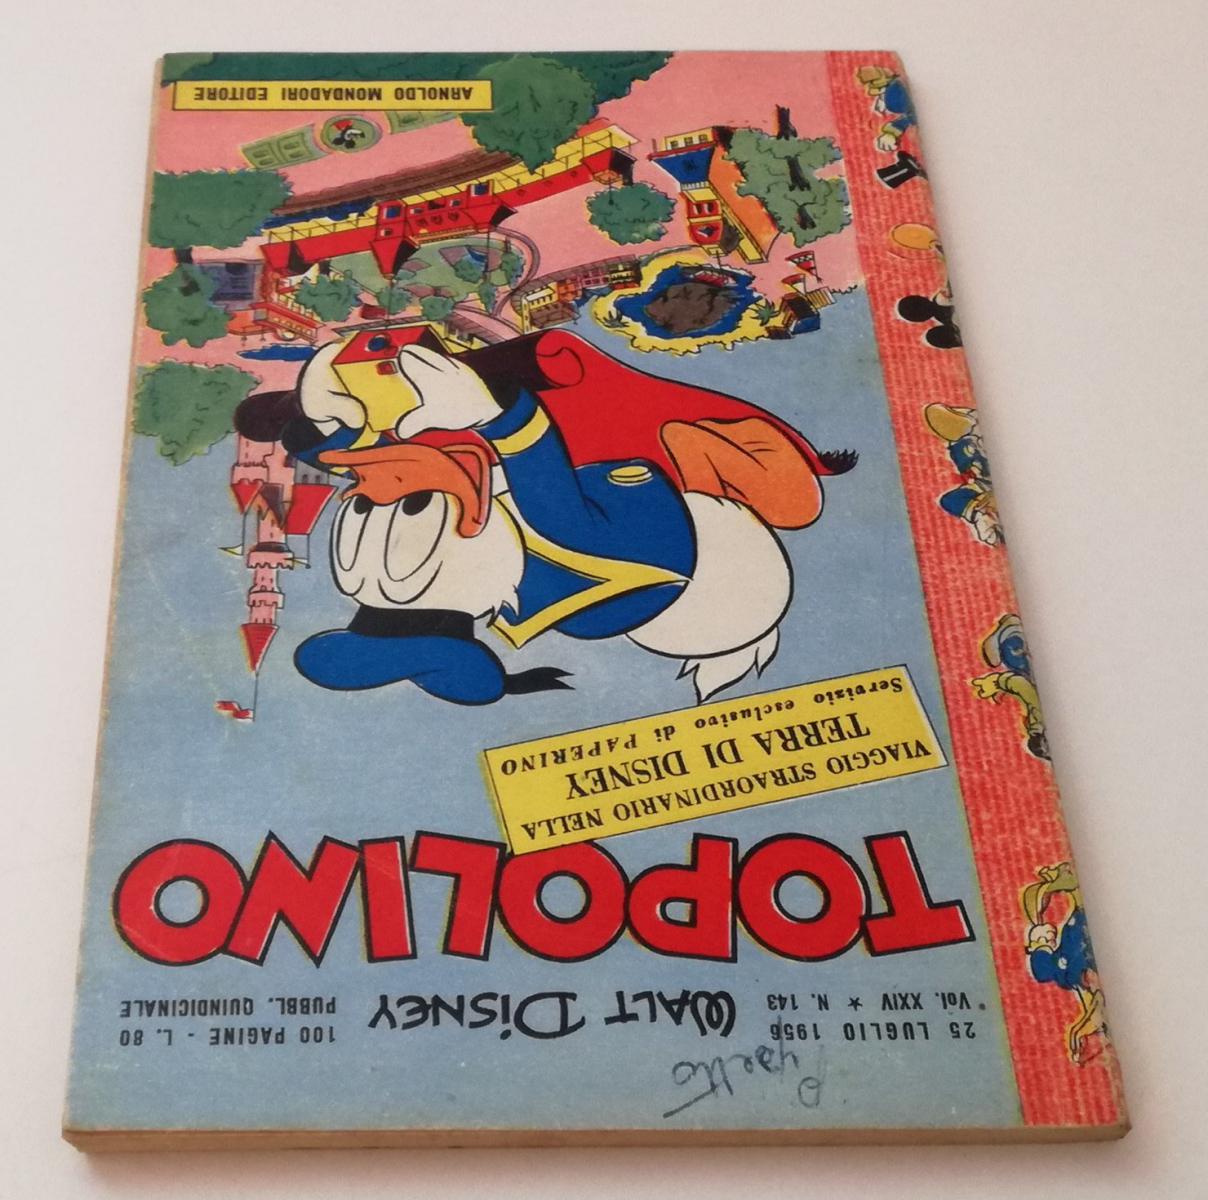 25 LUGLIO 1956
Vol. XXIV ★ N. 143
WALT DISNEY
100 PAGINE - L. 80
PUBBL. QUINDICINALE
TOPOLINO
VIAGGIO STRAORDINARIO NELLA
TERRA DI DISNEY
Servizio esclusivo di PAPERINO
ARNOLDO MONDADORI EDITORE